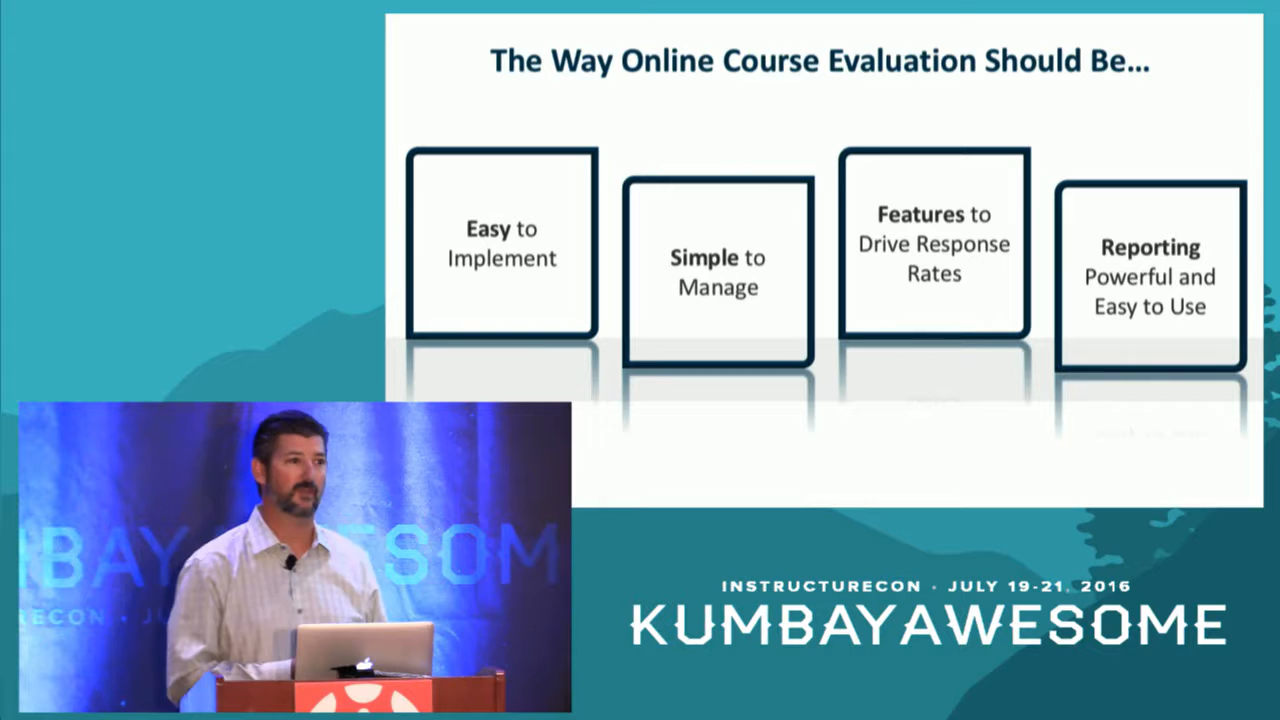 The Way Online Course Evaluation Should Be...
Easy to
Implement
Simple to
Manage
Features to
Drive Response
Rates
Reporting
Powerful and
Easy to Use
INSTRUCTURECON • JULY 19-21, 2016
KUMBAYAWESOME